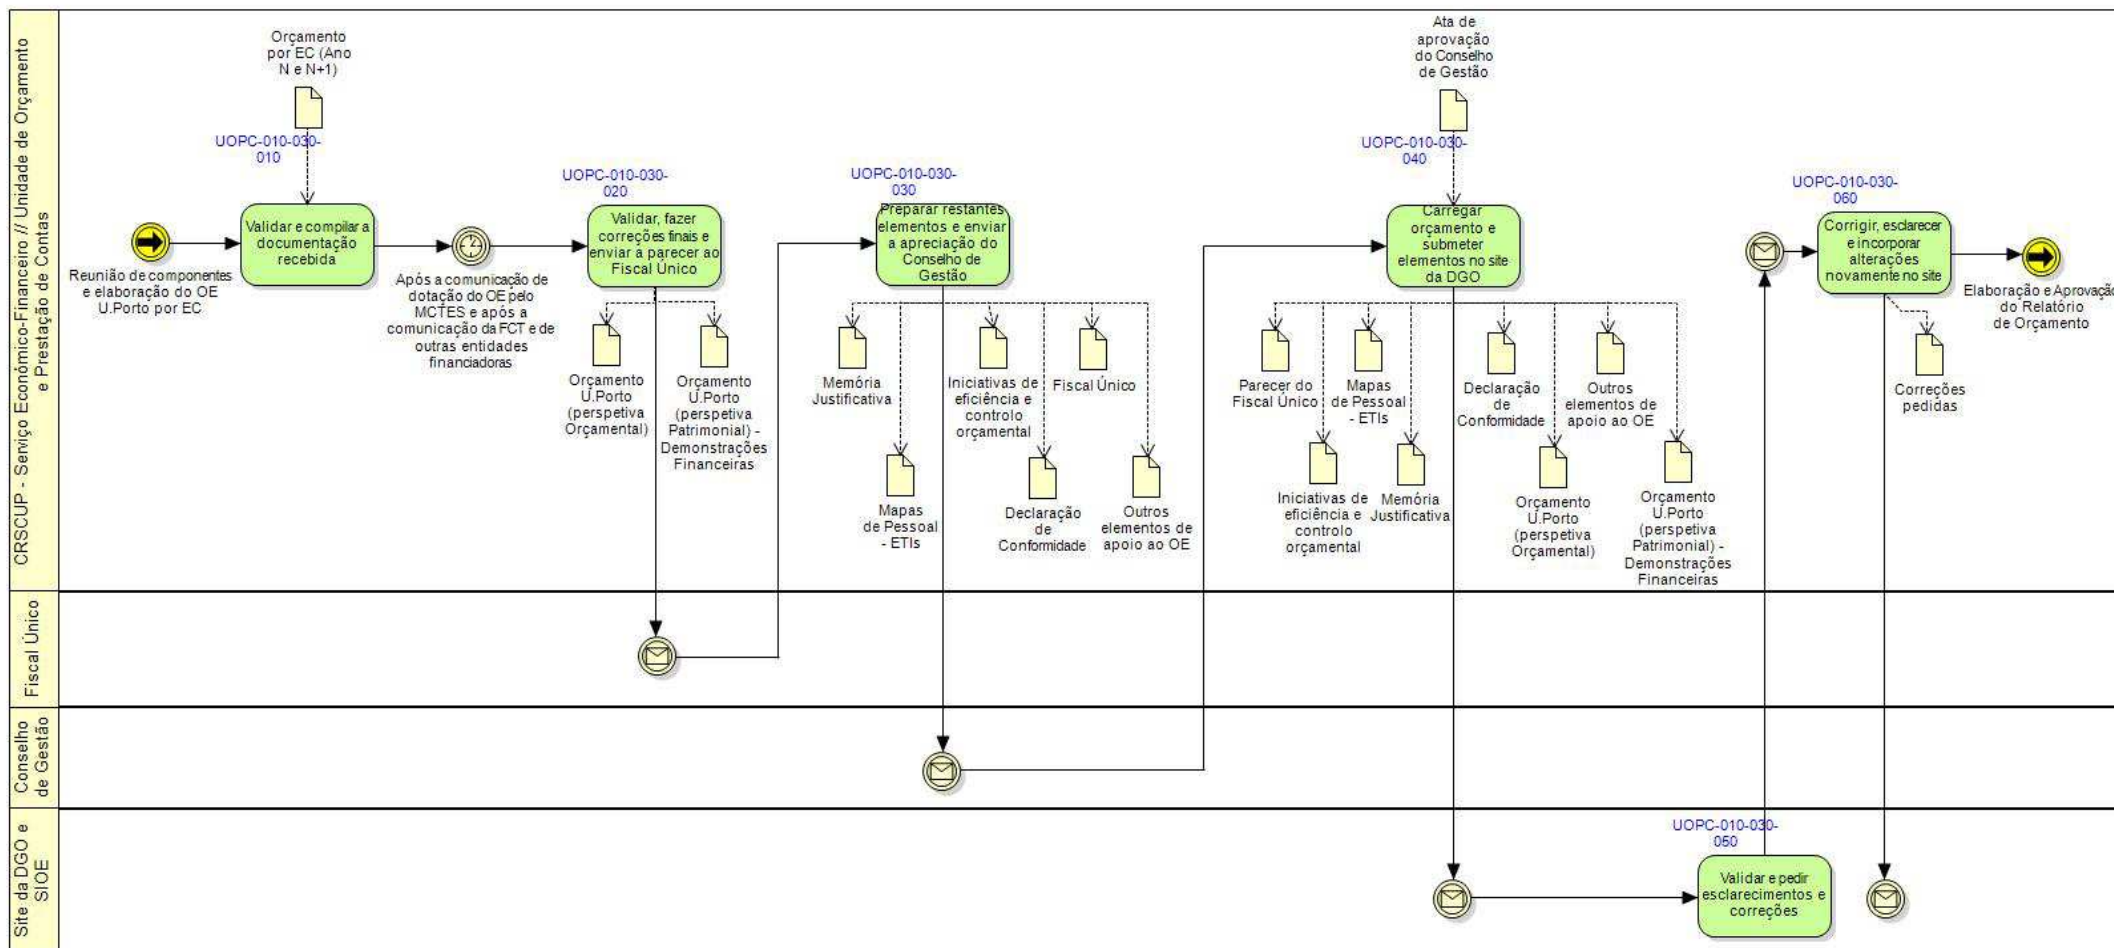 CRSCUP - Serviço Económico-Financeiro // Unidade de Orçamento
e Prestação de Contas
Orçamento
por EC (Ano
N e N+1)
UOPC-010-030-
010
Validar e compilar a
documentação
recebida
Reunião de componentes
e elaboração do OE
U.Porto por EC
Após a comunicação de
dotação do OE pelo
MCTES e após a
comunicação da FCT e de
outras entidades
financiadoras
UOPC-010-030-
020
Validar, fazer
correções finais e
enviar a parecer ao
Fiscal Único
Orçamento
U.Porto
(perspetiva
Orçamental)
Orçamento
U.Porto
(perspetiva
Patrimonial) -
Demonstrações
Financeiras
UOPC-010-030-
030
Preparar restantes
elementos e enviar
a apreciação do
Conselho de
Gestão
Memória
Justificativa
Iniciativas de
eficiência e
controlo
orçamental
Fiscal Único
Mapas
de Pessoal
- ETIs
Declaração
de
Conformidade
Outros
elementos de
apoio ao OE
Ata de
aprovação
do Conselho
de Gestão
UOPC-010-030-
040
Carregar
orçamento e
submeter
elementos no site
da DGO
Parecer do
Fiscal Único
Mapas
de Pessoal
- ETIs
Declaração
de
Conformidade
Outros
elementos de
apoio ao OE
Iniciativas de
eficiência e
controlo
orçamental
Memória
Justificativa
Orçamento
U.Porto
(perspetiva
Orçamental)
Orçamento
U.Porto
(perspetiva
Patrimonial) -
Demonstrações
Financeiras
UOPC-010-030-
060
Corrigir, esclarecer
e incorporar
alterações
novamente no site
Elaboração e Aprovação
do Relatório
de Orçamento
Correções
pedidas
Fiscal Único
Conselho
de Gestão
Site da DGO e
SIOE
UOPC-010-030-
050
Validar e pedir
esclarecimentos e
correções